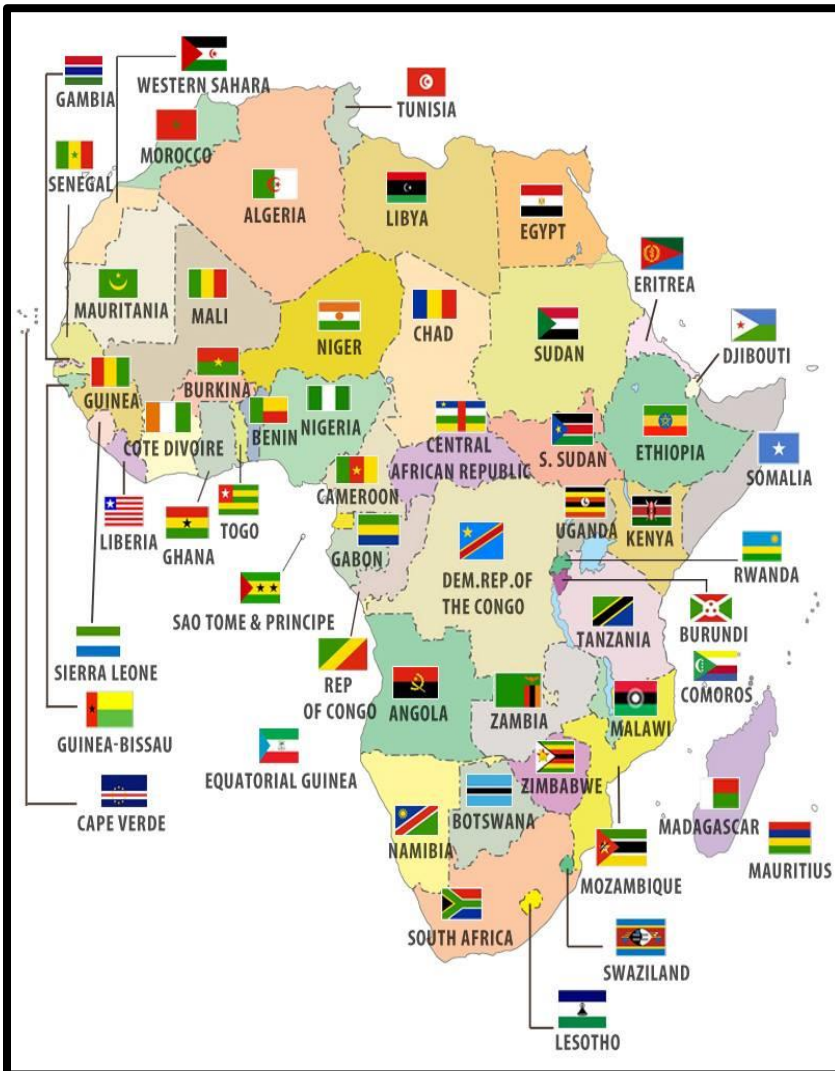 WESTERN SAHARA
GAMBIA
TUNISIA
MOROCCO
SENEGAL
ALGERIA
LIBYA
EGYPT
ERITREA
MAURITANIA
MALI
NIGER
CHAD
SUDAN
DJIBOUTI
GUINEA
BURKINA
BENIN
NIGERIA
COTE DIVOIRE
CENTRAL
AFRICAN REPUBLIC
S. SUDAN
ETHIOPIA
SOMALIA
CAMEROON
LIBERIA
GHANA
TOGO
GABON
UGANDA
KENYA
DEM.REP.OF
THE CONGO
RWANDA
SAO TOME & PRINCIPE
TANZANIA
BURUNDI
SIERRA LEONE
REP
OF CONGO
ANGOLA
ZAMBIA
MALAWI
COMOROS
GUINEA-BISSAU
EQUATORIAL GUINEA
ZIMBABWE
CAPE VERDE
NAMIBIA
BOTSWANA
MADAGASCAR
MAURITIUS
MOZAMBIQUE
SOUTH AFRICA
SWAZILAND
LESOTHO